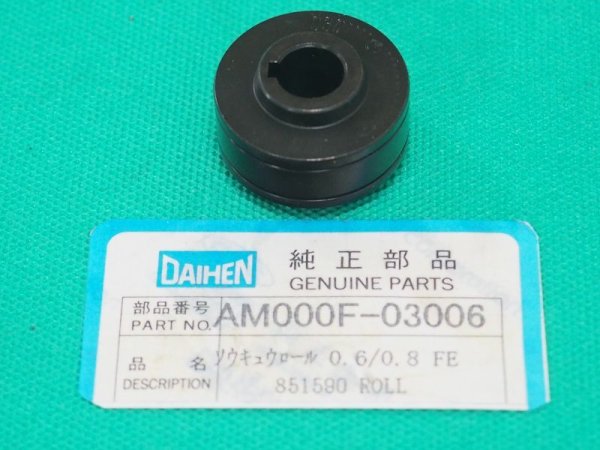 DAIHEN
純正部品
GENUINE PARTS
部品番号
PART NO.
AM000F-03006
品名
DESCRIPTION
ソウキュウロール 0.6/0.8 FE
851590 ROLL